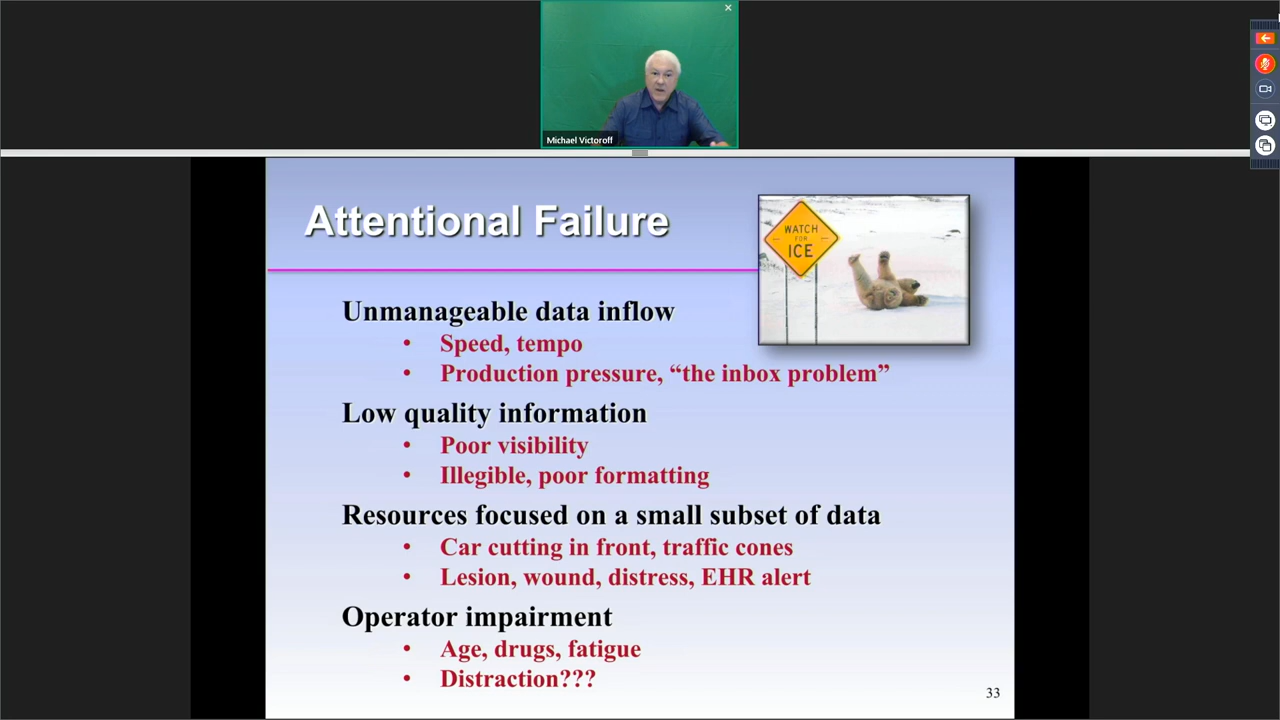 Michael Victoroff
Attentional Failure
WATCH
FOR
ICE
Unmanageable data inflow
• Speed, tempo
• Production pressure, “the inbox problem”
Low quality information
• Poor visibility
• Illegible, poor formatting
Resources focused on a small subset of data
• Car cutting in front, traffic cones
• Lesion, wound, distress, EHR alert
Operator impairment
• Age, drugs, fatigue
• Distraction???
33